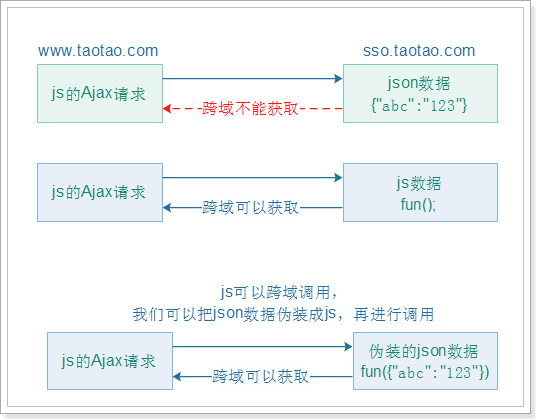 www.taotao.com
sso.taotao.com
js的Ajax请求
json数据
{"abc":"123"}
跨域不能获取
js的Ajax请求
js数据
fun();
跨域可以获取
js可以跨域调用,
我们可以把json数据伪装成js，再进行调用
js的Ajax请求
伪装的json数据
fun({"abc":"123"})
跨域可以获取